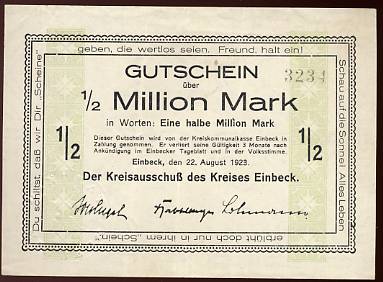 geben, die wertlos seien. Freund, halt ein!
Du schiltst, daß wir Dir „Scheine"
Schau auf die Sonne! Alles Leben
GUTSCHEIN
3234
über
½ Million Mark
in Worten: Eine halbe Million Mark
1/2
1/2
Dieser Gutschein wird von der Kreiskommunalkasse Einbeck in
Zahlung genommen. Er verliert seine Gültigkeit 3 Monate nach
Ankündigung im Einbecker Tageblatt und in der Volksstimme.
Einbeck, den 22. August 1923.
Der Kreisausschuß des Kreises Einbeck.
erblüht doch nur in ihrem „Schein."